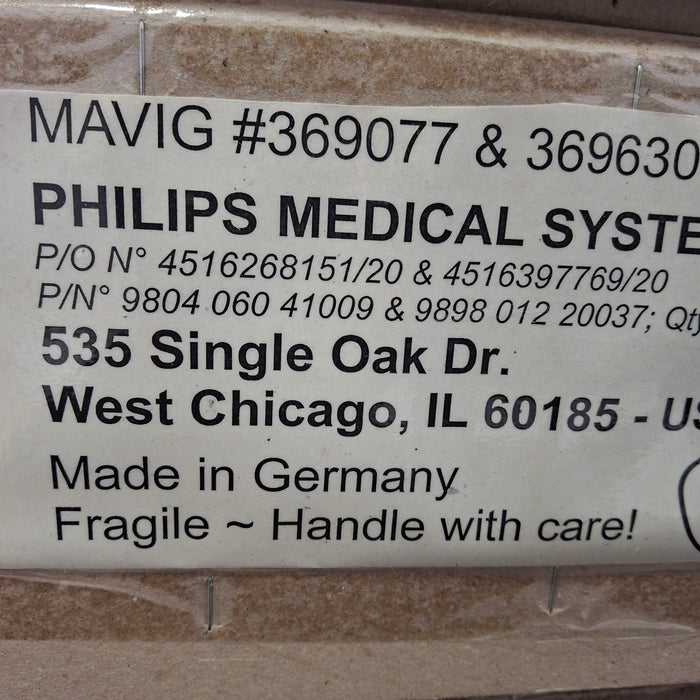 MAVIG #369077 & 369630
PHILIPS MEDICAL SYSTE
P/O N° 4516268151/20 & 4516397769/20
P/N° 9804 060 41009 & 9898 012 20037; Qty
535 Single Oak Dr.
West Chicago, IL 60185 - US
Made in Germany
Fragile ~ Handle with care!